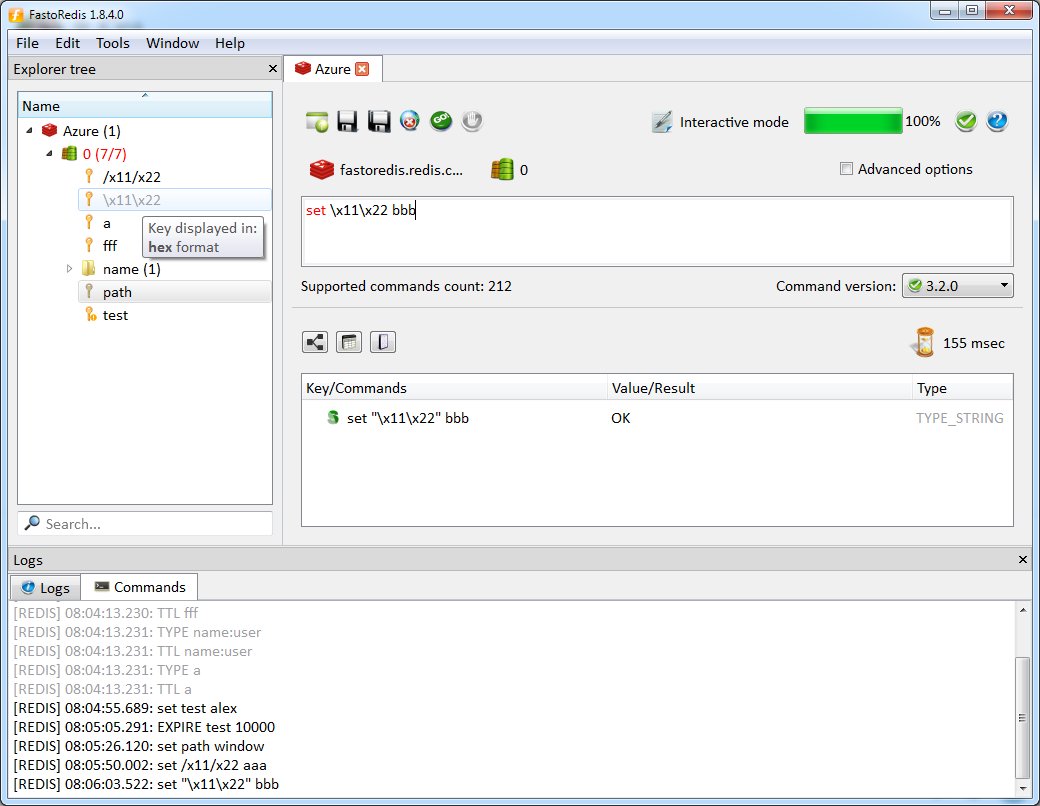 FastoRedis 1.8.4.0
File Edit Tools Window Help
Explorer tree
Azure
Name
Azure (1)
0 (7/7)
/x11/x22
\x11\x22
a
fff
name (1)
path
test
Key displayed in:
hex format
Search...
Interactive mode
100%
fastoredis.redis.c...
0
Advanced options
set \x11\x22 bbb
Supported commands count: 212
Command version: 3.2.0
155 msec
Key/Commands Value/Result Type
set "\x11\x22" bbb OK TYPE_STRING
Logs
Logs Commands
[REDIS] 08:04:13.230: TTL fff
[REDIS] 08:04:13.231: TYPE name:user
[REDIS] 08:04:13.231: TTL name:user
[REDIS] 08:04:13.231: TYPE a
[REDIS] 08:04:13.231: TTL a
[REDIS] 08:04:55.689: set test alex
[REDIS] 08:05:05.291: EXPIRE test 10000
[REDIS] 08:05:26.120: set path window
[REDIS] 08:05:50.002: set /x11/x22 aaa
[REDIS] 08:06:03.522: set "\x11\x22" bbb